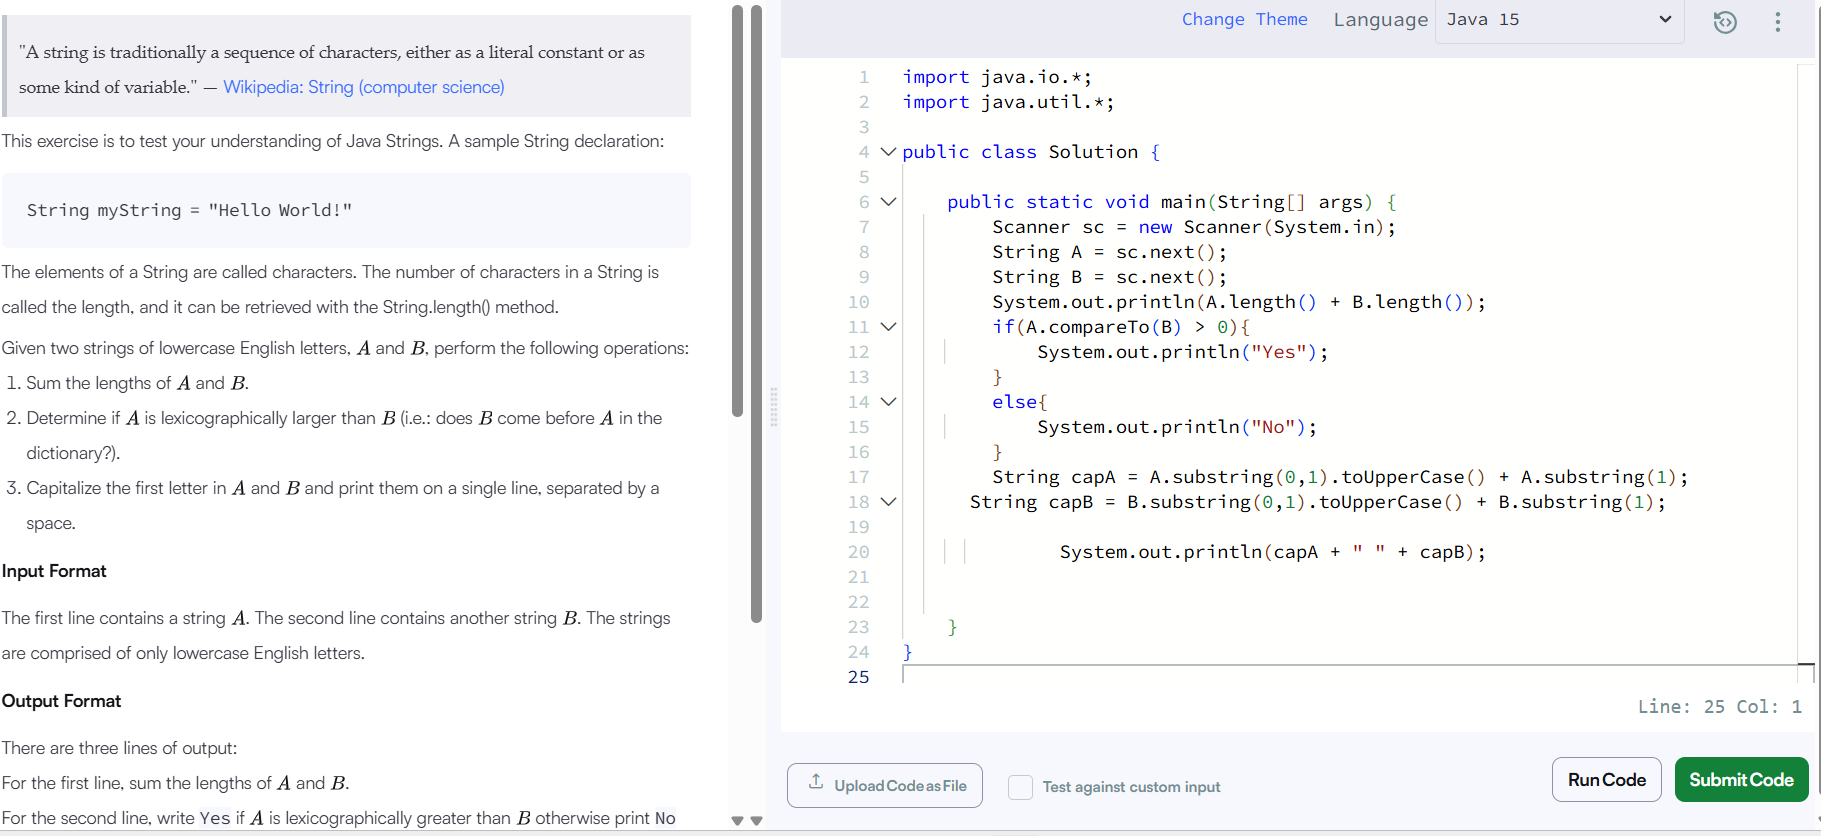 "A string is traditionally a sequence of characters, either as a literal constant or as
some kind of variable." — Wikipedia: String (computer science)
This exercise is to test your understanding of Java Strings. A sample String declaration:
String myString = "Hello World!"
The elements of a String are called characters. The number of characters in a String is
called the length, and it can be retrieved with the String.length() method.
Given two strings of lowercase English letters, A and B, perform the following operations:
1. Sum the lengths of A and B.
2. Determine if A is lexicographically larger than B (i.e.: does B come before A in the
dictionary?).
3. Capitalize the first letter in A and B and print them on a single line, separated by a
space.
Input Format
The first line contains a string A. The second line contains another string B. The strings
are comprised of only lowercase English letters.
Output Format
There are three lines of output:
For the first line, sum the lengths of A and B.
For the second line, write Yes if A is lexicographically greater than B otherwise print No
Change Theme Language Java 15
1 import java.io.*;
2 import java.util.*;
3
4 public class Solution {
5
6 public static void main(String[] args) {
7 Scanner sc = new Scanner(System.in);
8 String A = sc.next();
9 String B = sc.next();
10 System.out.println(A.length() + B.length());
11 if(A.compareTo(B) > 0){
12 System.out.println("Yes");
13 }
14 else{
15 System.out.println("No");
16 }
17 String capA = A.substring(0,1).toUpperCase() + A.substring(1);
18 String capB = B.substring(0,1).toUpperCase() + B.substring(1);
19
20 System.out.println(capA + " " + capB);
21
22
23 }
24 }
25
Line: 25 Col: 1
Upload Code as File Test against custom input Run Code Submit Code